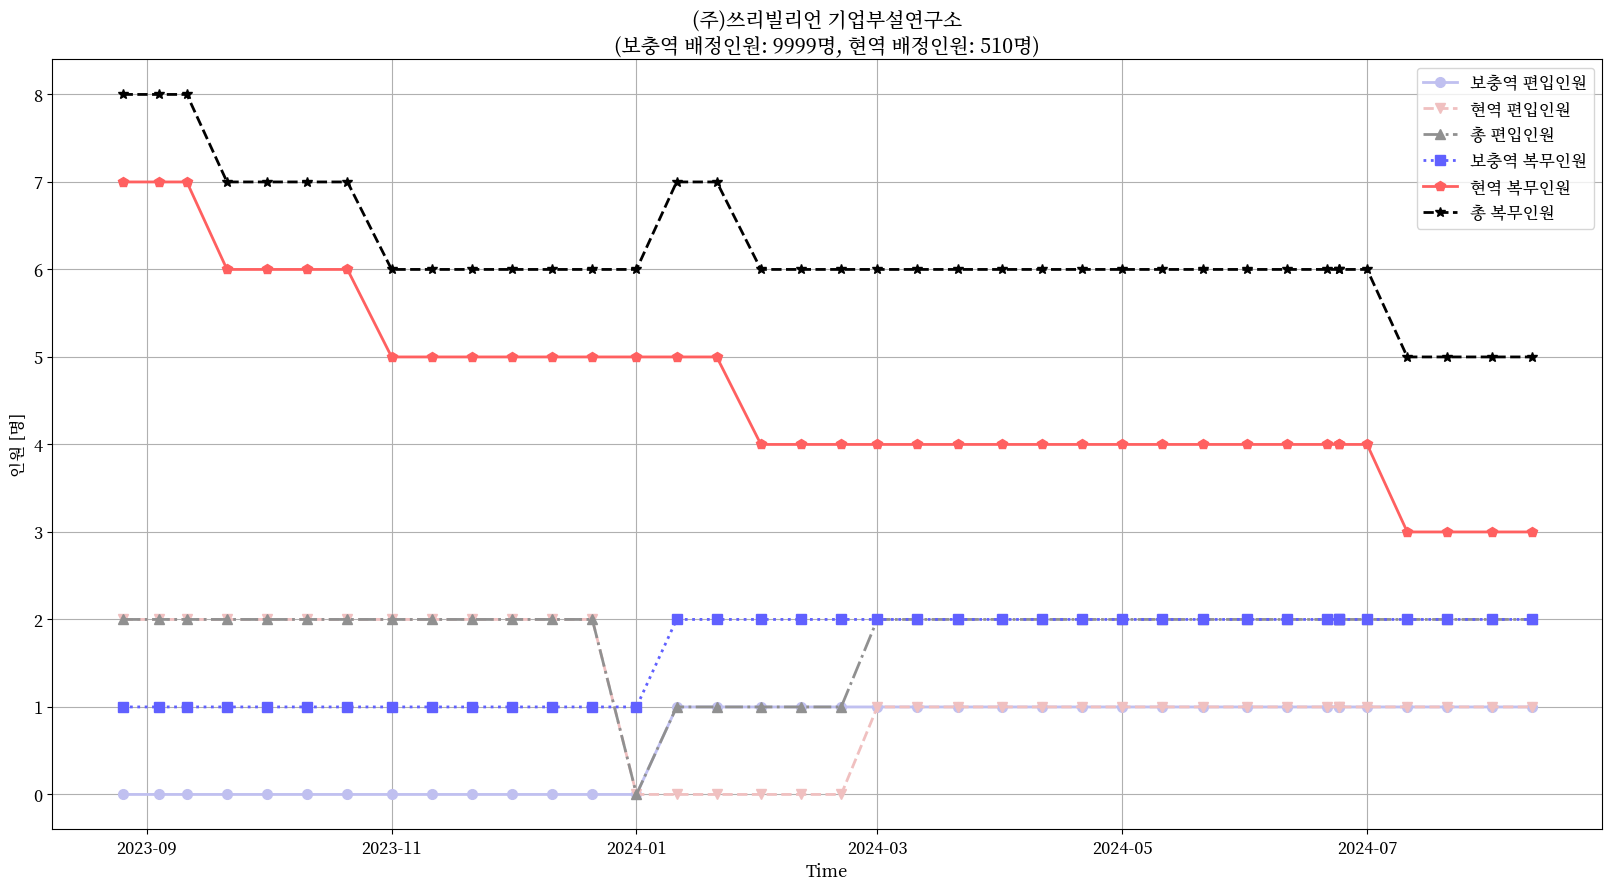 (주)쓰리빌리언 기업부설연구소
(보충역 배정인원: 9999명, 현역 배정인원: 510명)
보충역 편입인원
현역 편입인원
총 편입인원
보충역 복무인원
현역 복무인원
총 복무인원
인원 [명]
8
7
6
5
4
3
2
1
0
2023-09
2023-11
2024-01
2024-03
2024-05
2024-07
Time